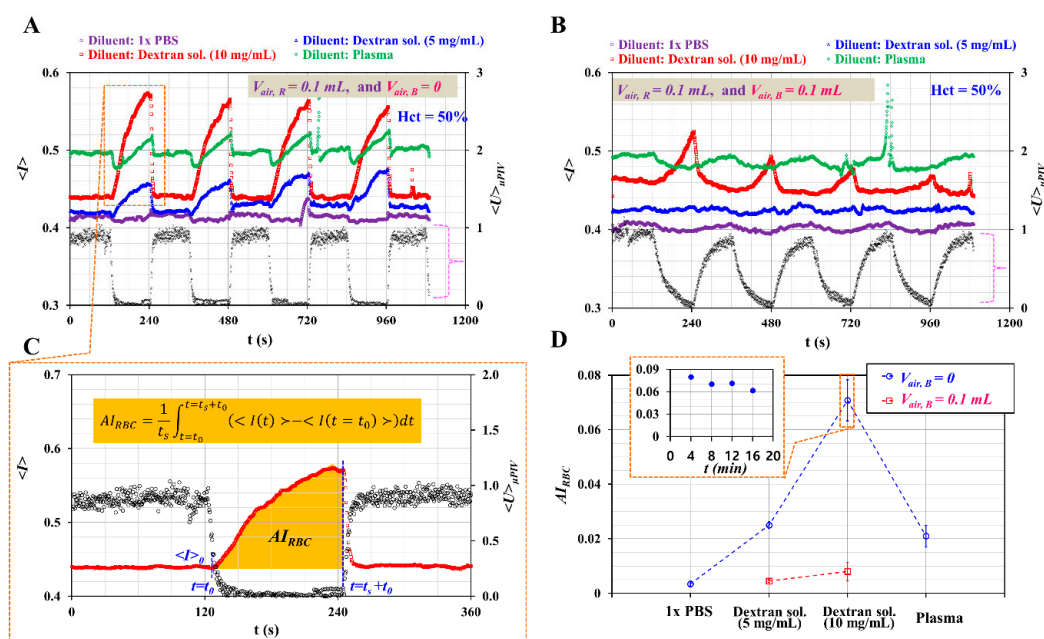 A
Diluent: 1x PBS
Diluent: Dextran sol. (5 mg/mL)
Diluent: Dextran sol. (10 mg/mL)
Diluent: Plasma
V_air, R = 0.1 mL, and V_air, B = 0
Hct = 50%
0.6
0.5
0.4
0.3
<I>
3
2
1
0
<U>_μPIV
0 240 480 720 960 1200
t (s)
B
Diluent: 1x PBS
Diluent: Dextran sol. (5 mg/mL)
Diluent: Dextran sol. (10 mg/mL)
Diluent: Plasma
V_air, R = 0.1 mL, and V_air, B = 0.1 mL
Hct = 50%
0.6
0.5
0.4
0.3
<I>
3
2
1
0
<U>_μPIV
0 240 480 720 960 1200
t (s)
C
AI_RBC = 1/t_s ∫_{t=t_0}^{t=t_s+t_0} (< I(t) >−< I(t = t_0) >)dt
0.7
0.6
0.5
0.4
<I>
2.0
1.5
1.0
0.5
0.0
<U>_μPIV
AI_RBC
<I>_0
t=t_0
t=t_s+t_0
0 120 240 360
t (s)
D
0.08
0.06
0.04
0.02
0
AI_RBC
0.09
0.06
0.03
0
0 4 8 12 16 20
t (min)
V_air, B = 0
V_air, B = 0.1 mL
1x PBS
Dextran sol.
(5 mg/mL)
Dextran sol.
(10 mg/mL)
Plasma